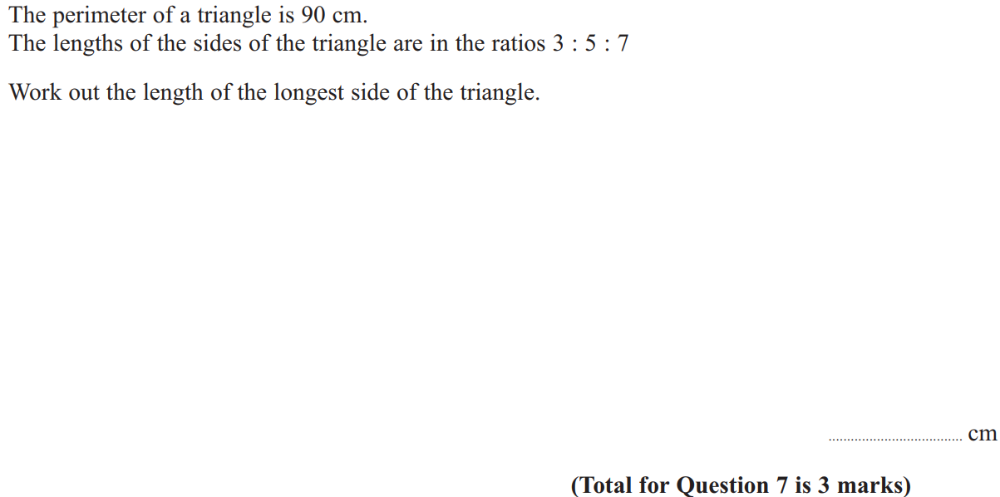 The perimeter of a triangle is 90 cm.
The lengths of the sides of the triangle are in the ratios 3 : 5 : 7
Work out the length of the longest side of the triangle.
.................................... cm
(Total for Question 7 is 3 marks)